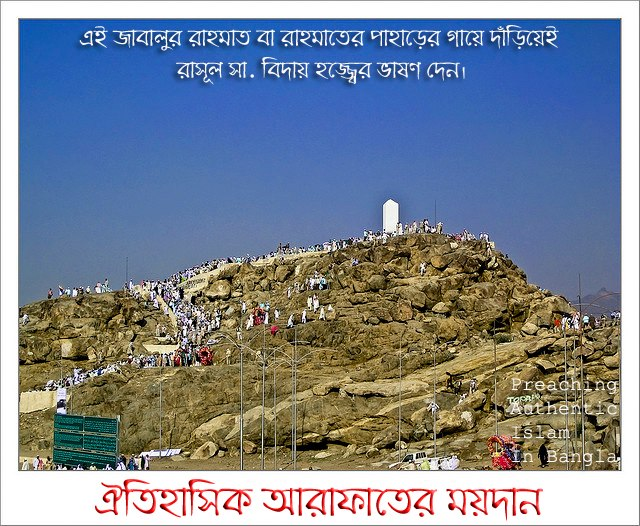 এই জাবালুর রাহমাত বা রাহমাতের পাহাড়ের গায়ে দাঁড়িয়েই
রাসূল সা. বিদায় হজ্জের ভাষণ দেন।
Preaching
Authentic
Islam
in Bangla
ঐতিহাসিক আরাফাতের ময়দান